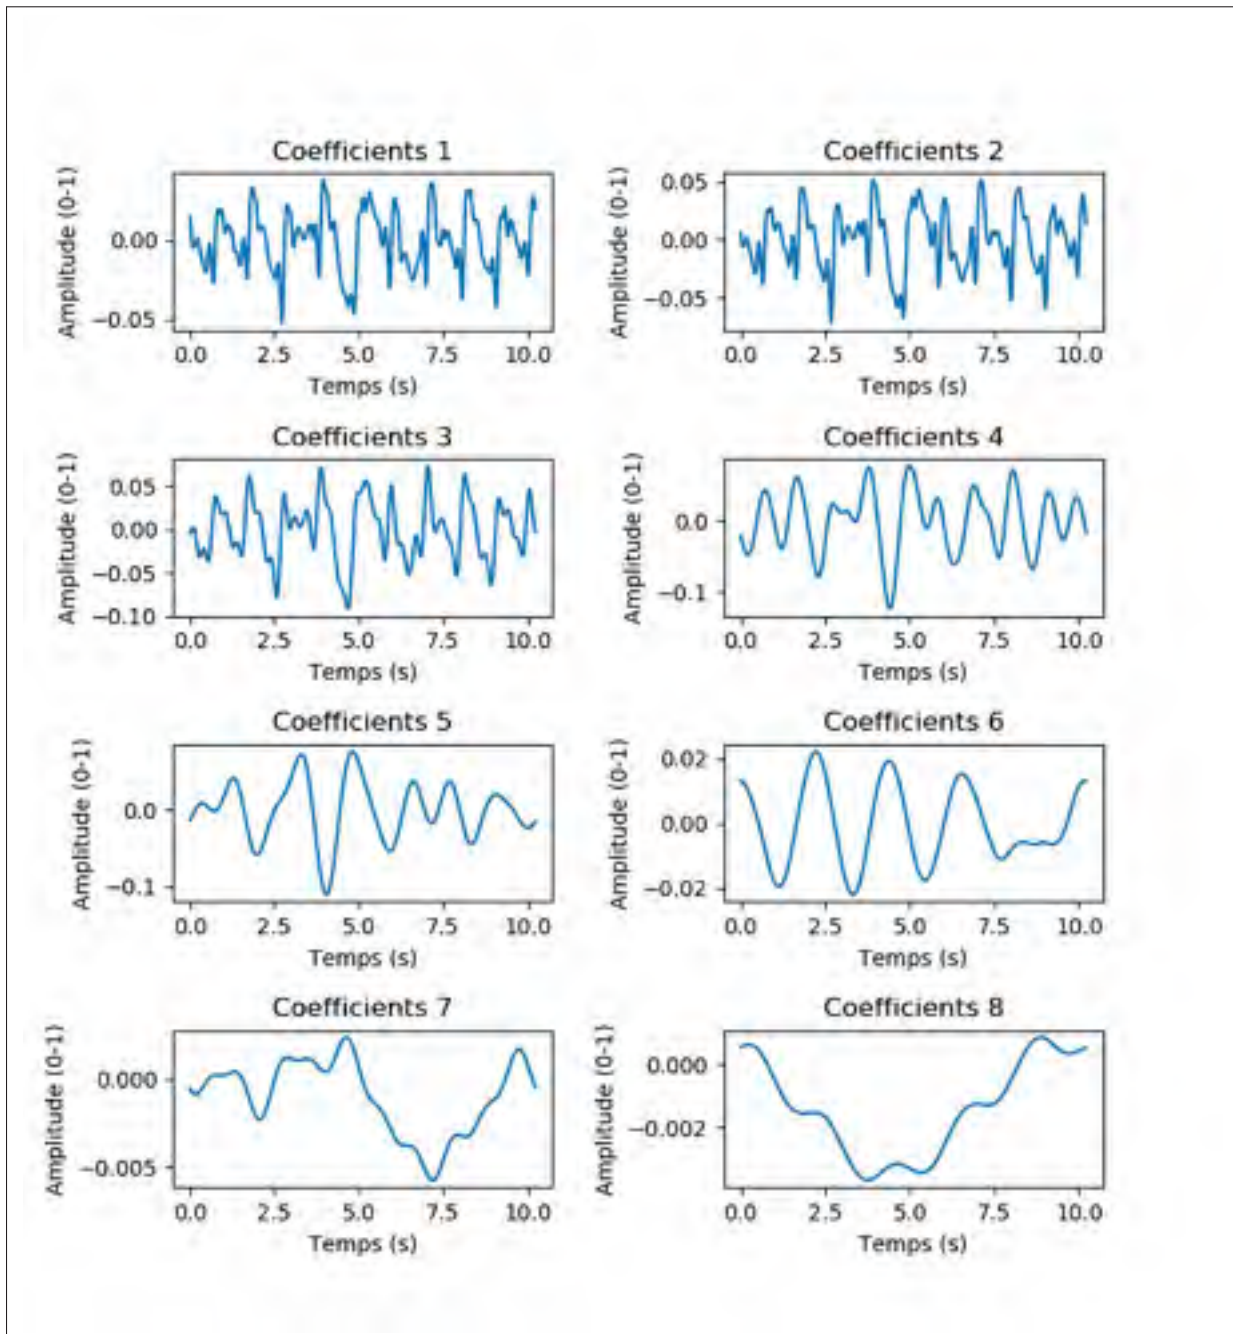 Coefficients 1
Amplitude (0-1)
0.00
−0.05
0.0 2.5 5.0 7.5 10.0
Temps (s)
Coefficients 2
Amplitude (0-1)
0.05
0.00
−0.05
0.0 2.5 5.0 7.5 10.0
Temps (s)
Coefficients 3
Amplitude (0-1)
0.05
0.00
−0.05
−0.10
0.0 2.5 5.0 7.5 10.0
Temps (s)
Coefficients 4
Amplitude (0-1)
0.0
−0.1
0.0 2.5 5.0 7.5 10.0
Temps (s)
Coefficients 5
Amplitude (0-1)
0.0
−0.1
0.0 2.5 5.0 7.5 10.0
Temps (s)
Coefficients 6
Amplitude (0-1)
0.02
0.00
−0.02
0.0 2.5 5.0 7.5 10.0
Temps (s)
Coefficients 7
Amplitude (0-1)
0.000
−0.005
0.0 2.5 5.0 7.5 10.0
Temps (s)
Coefficients 8
Amplitude (0-1)
0.000
−0.002
0.0 2.5 5.0 7.5 10.0
Temps (s)